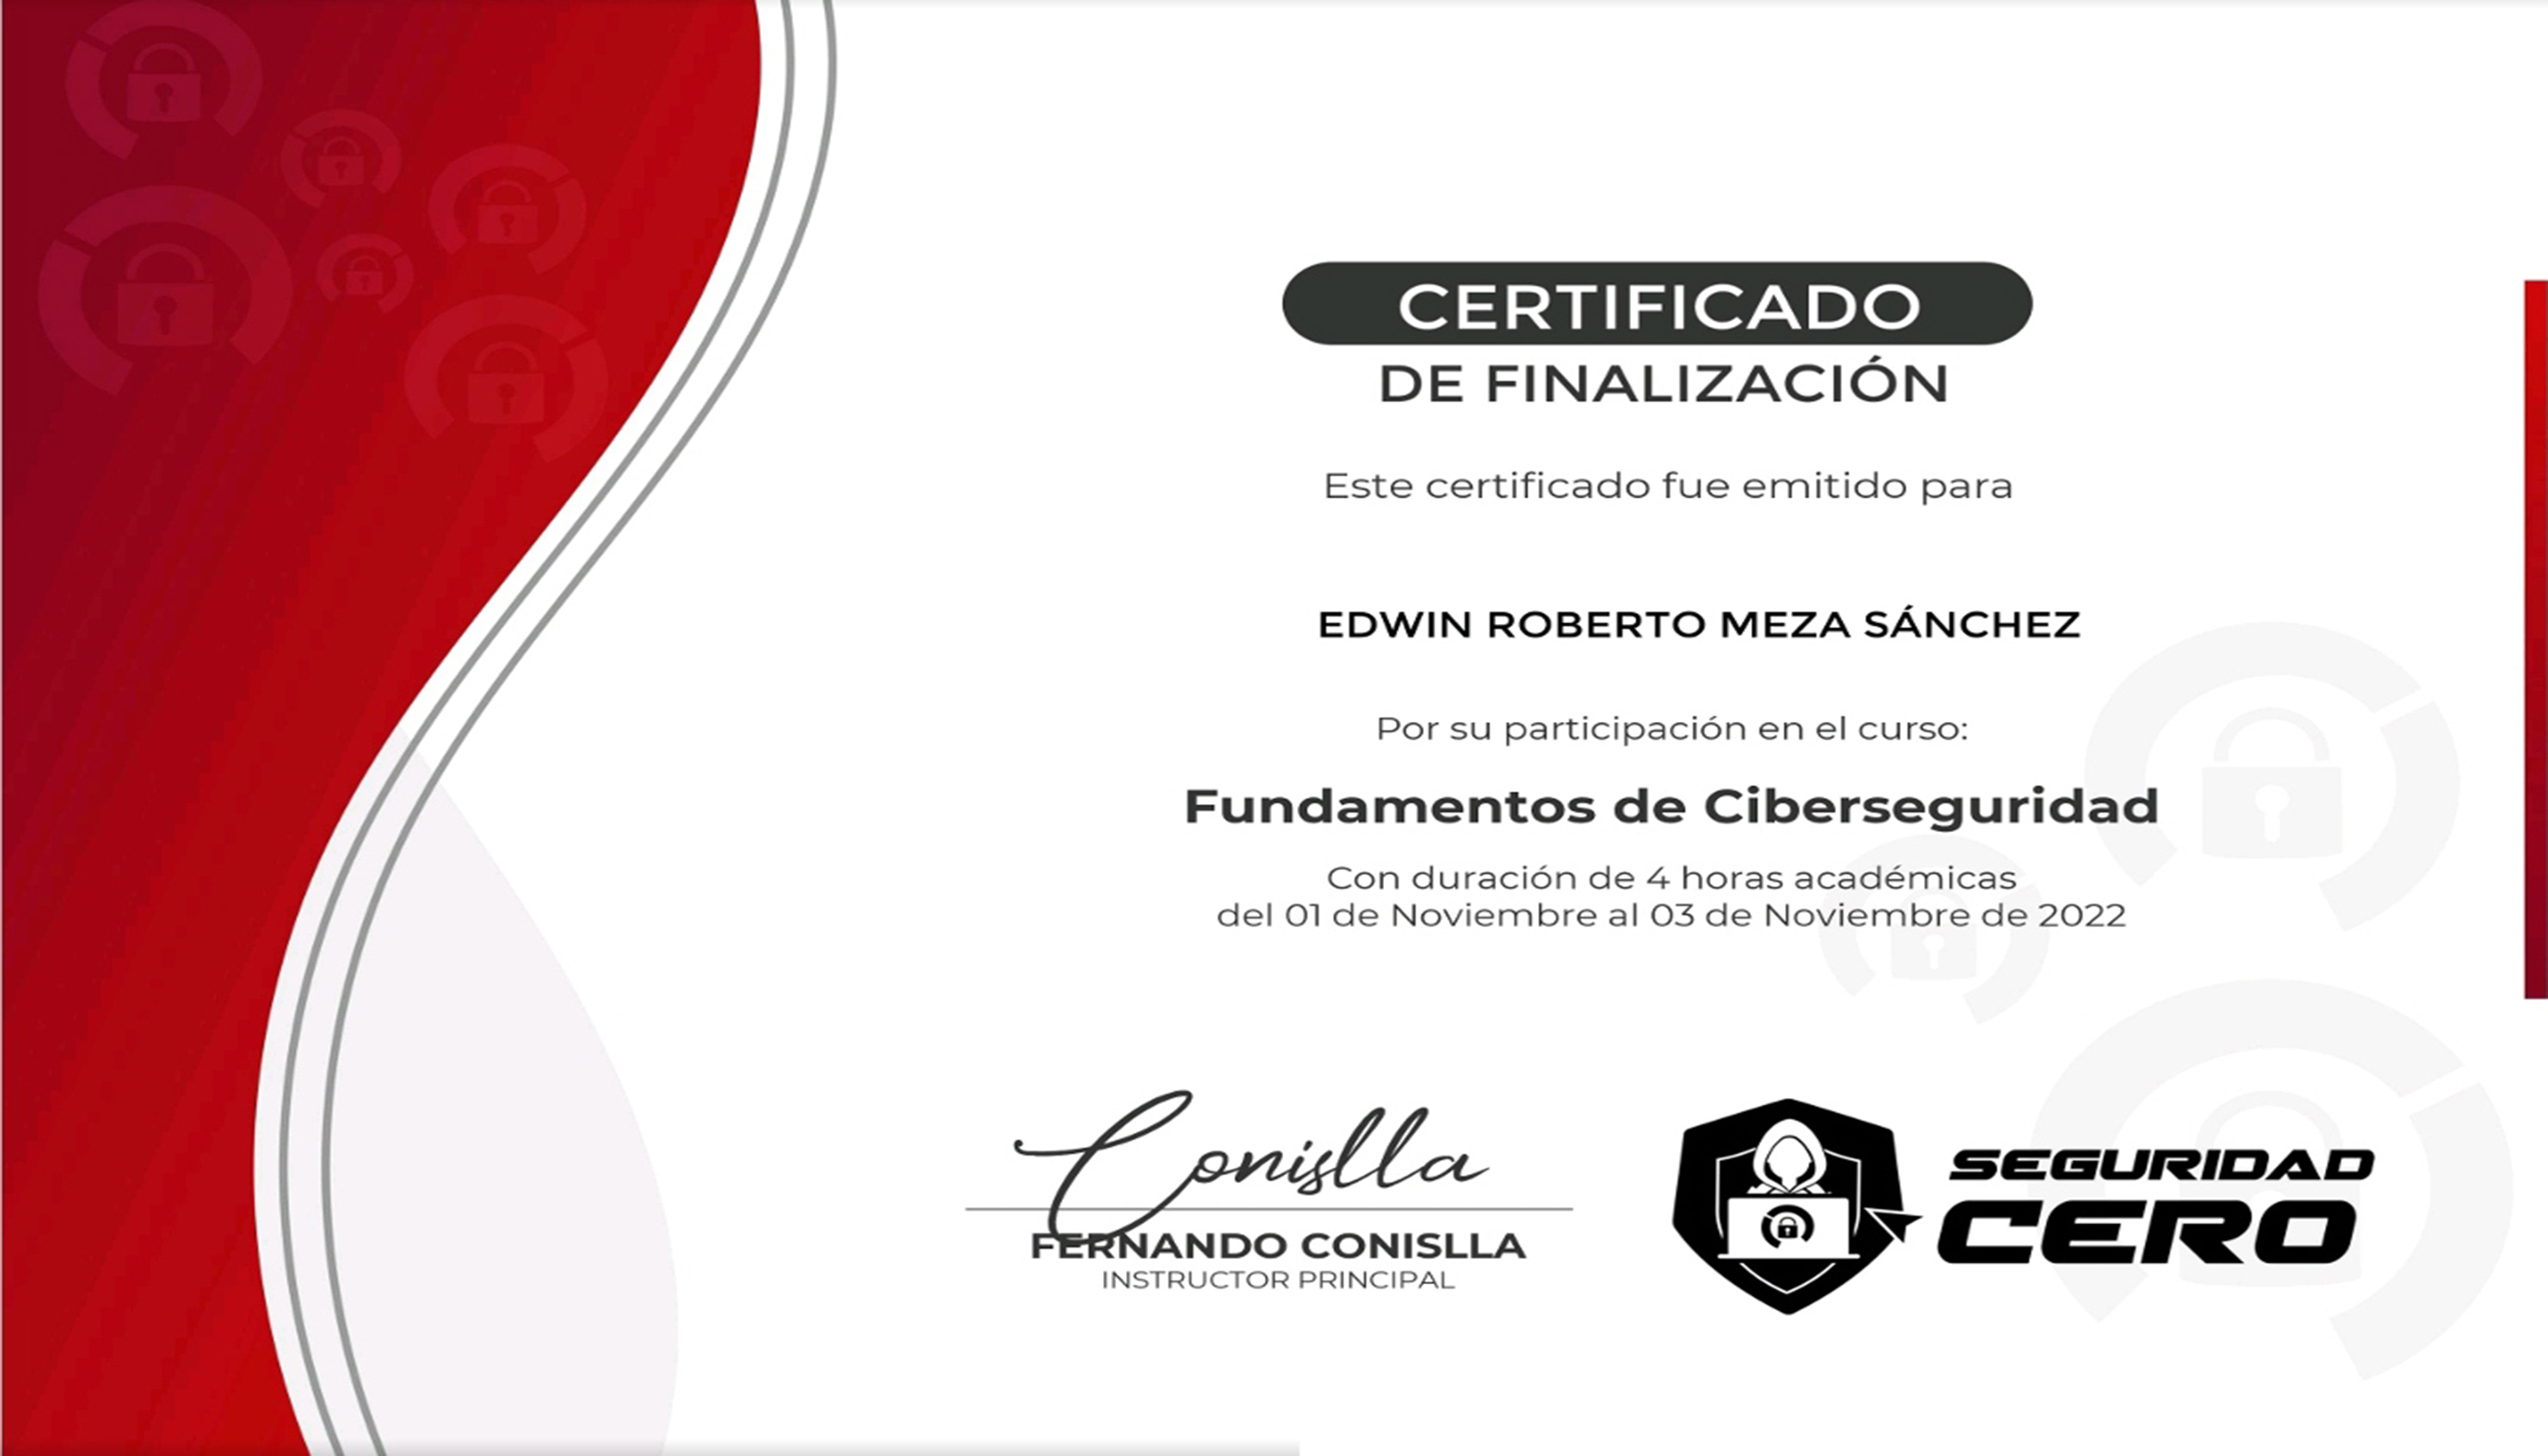 CERTIFICADO
DE FINALIZACIÓN
Este certificado fue emitido para
EDWIN ROBERTO MEZA SÁNCHEZ
Por su participación en el curso:
Fundamentos de Ciberseguridad
Con duración de 4 horas académicas
del 01 de Noviembre al 03 de Noviembre de 2022
Conislla
FERNANDO CONISLLA
INSTRUCTOR PRINCIPAL
SEGURIDAD
CERO